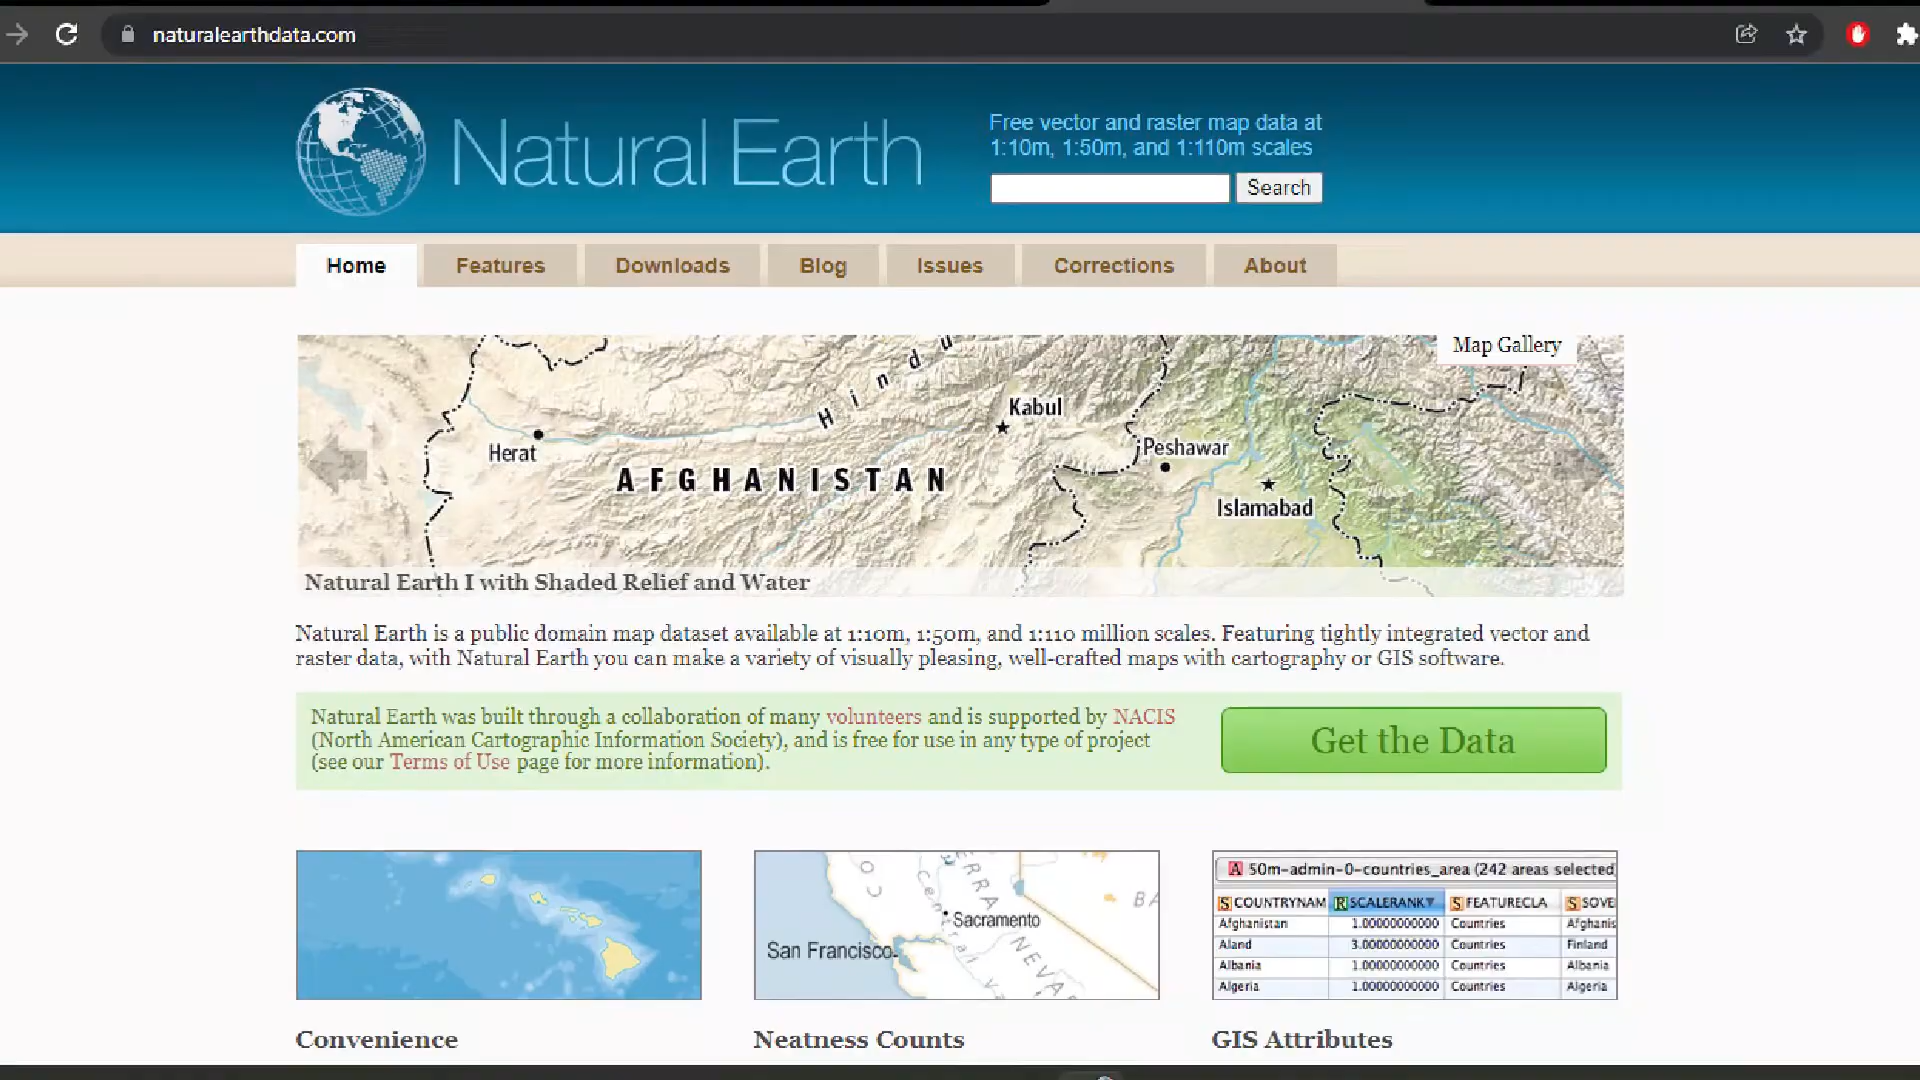 naturalearthdata.com
Natural Earth
Free vector and raster map data at
1:10m, 1:50m, and 1:110m scales
Search
Home Features Downloads Blog Issues Corrections About
Map Gallery
Hindu
Kabul
Herat
Peshawar
AFGHANISTAN
Islamabad
Natural Earth I with Shaded Relief and Water
Natural Earth is a public domain map dataset available at 1:10m, 1:50m, and 1:110 million scales. Featuring tightly integrated vector and
raster data, with Natural Earth you can make a variety of visually pleasing, well-crafted maps with cartography or GIS software.
Natural Earth was built through a collaboration of many volunteers and is supported by NACIS
(North American Cartographic Information Society), and is free for use in any type of project
(see our Terms of Use page for more information).
Get the Data
Sacramento
San Francisco
A 50m-admin-0-countries_area (242 areas selected)
S COUNTRYNAM R SCALERANK S FEATURECLA S SOVE
Afghanistan 1.00000000000 Countries Afghanis
Aland 3.00000000000 Countries Finland
Albania 1.00000000000 Countries Albania
Algeria 1.00000000000 Countries Algeria
Convenience
Neatness Counts
GIS Attributes